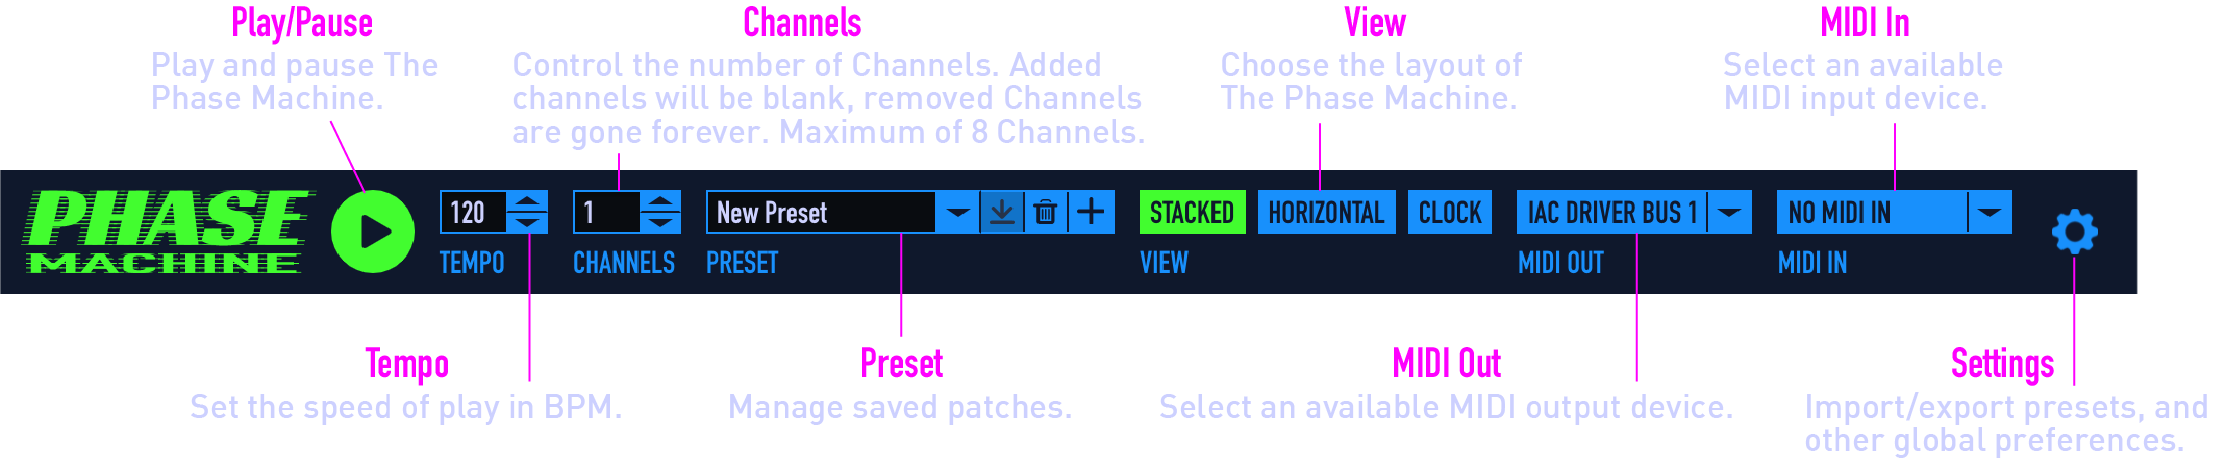 Play/Pause
Play and pause The
Phase Machine.
Channels
Control the number of Channels. Added
channels will be blank, removed Channels
are gone forever. Maximum of 8 Channels.
View
Choose the layout of
The Phase Machine.
MIDI In
Select an available
MIDI input device.
PHASE
MACHINE
120
TEMPO
1
CHANNELS
New Preset
PRESET
STACKED HORIZONTAL CLOCK
VIEW
IAC DRIVER BUS 1
MIDI OUT
NO MIDI IN
MIDI IN
Tempo
Set the speed of play in BPM.
Preset
Manage saved patches.
MIDI Out
Select an available MIDI output device.
Settings
Import/export presets, and
other global preferences.